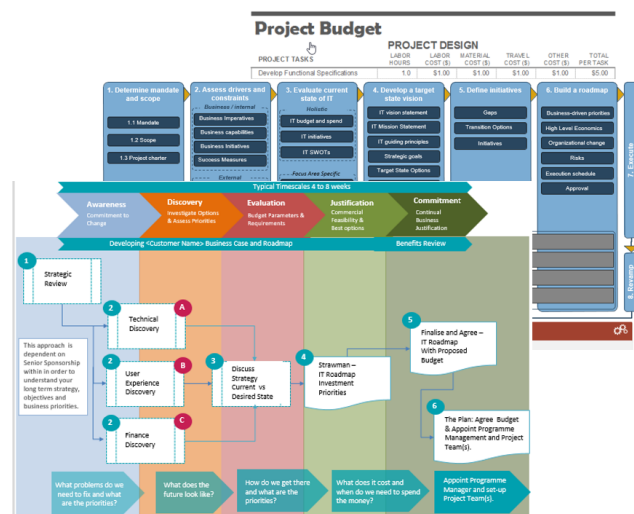 Project Budget
PROJECT DESIGN
PROJECT TASKS
LABOR HOURS
LABOR COST ($)
MATERIAL COST ($)
TRAVEL COST ($)
OTHER COST ($)
TOTAL PER TASK
Develop Functional Specifications 1.0 $1.00 $1.00 $1.00 $1.00 $5.00
1. Determine mandate
and scope
1.1 Mandate
1.2 Scope
1.3 Project charter
2. Assess drivers and
constraints
Business / internal
Business Imperatives
Business capabilities
Business Initiatives
Success Measures
External
3. Evaluate current
state of IT
Holistic
IT budget and spend
IT initiatives
IT SWOTs
Focus Area Specific
4. Develop a target
state vision
IT vision statement
IT Mission Statement
IT guiding principles
Strategic goals
Target State Options
5. Define initiatives
Gaps
Transition Options
Initiatives
6. Build a roadmap
Business-driven priorities
High Level Economics
Organizational change
Risks
Execution schedule
Approval
7. Execute
8. Revamp
Typical Timescales 4 to 8 weeks
Awareness
Commitment to
Change
Discovery
Investigate Options
& Assess Priorities
Evaluation
Budget Parameters &
Requirements
Justification
Commercial
Feasibility &
Best options
Commitment
Continual
Business
Justification
Developing <Customer Name> Business Case and Roadmap
Benefits Review
1
Strategic
Review
2
A
Technical
Discovery
2
B
User
Experience
Discovery
2
C
Finance
Discovery
This approach is
dependent on
Senior Sponsorship
within in order to
understand your
long term strategy,
objectives and
business priorities.
3
Discuss
Strategy
Current vs
Desired State
4
Strawman –
IT Roadmap
Investment
Priorities
5
Finalise and Agree –
IT Roadmap
With Proposed
Budget
6
The Plan: Agree Budget
& Appoint Programme
Management and Project
Team(s).
What problems do we
need to fix and what
are the priorities?
What does the
future look like?
How do we get there
and what are the
priorities?
What does it cost and
when do we need to spend
the money?
Appoint Programme
Manager and set-up
Project Team(s).